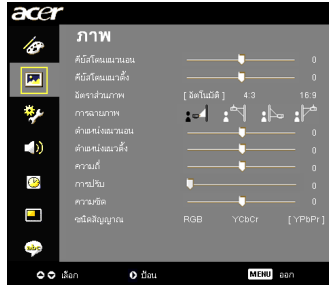 acer
ภาพ
คีย์สโตนแนวนอน 0
คีย์สโตนแนวตั้ง 0
อัตราส่วนภาพ [ อัตโนมัติ ] 4:3 16:9
การฉายภาพ
ตำแหน่งแนวนอน 0
ตำแหน่งแนวตั้ง 0
ความถี่ 0
การปรับ 0
ความชัด 0
ชนิดสัญญาณ RGB YCbCr [ YPbPr ]
abc
เลือก ป้อน MENU ออก